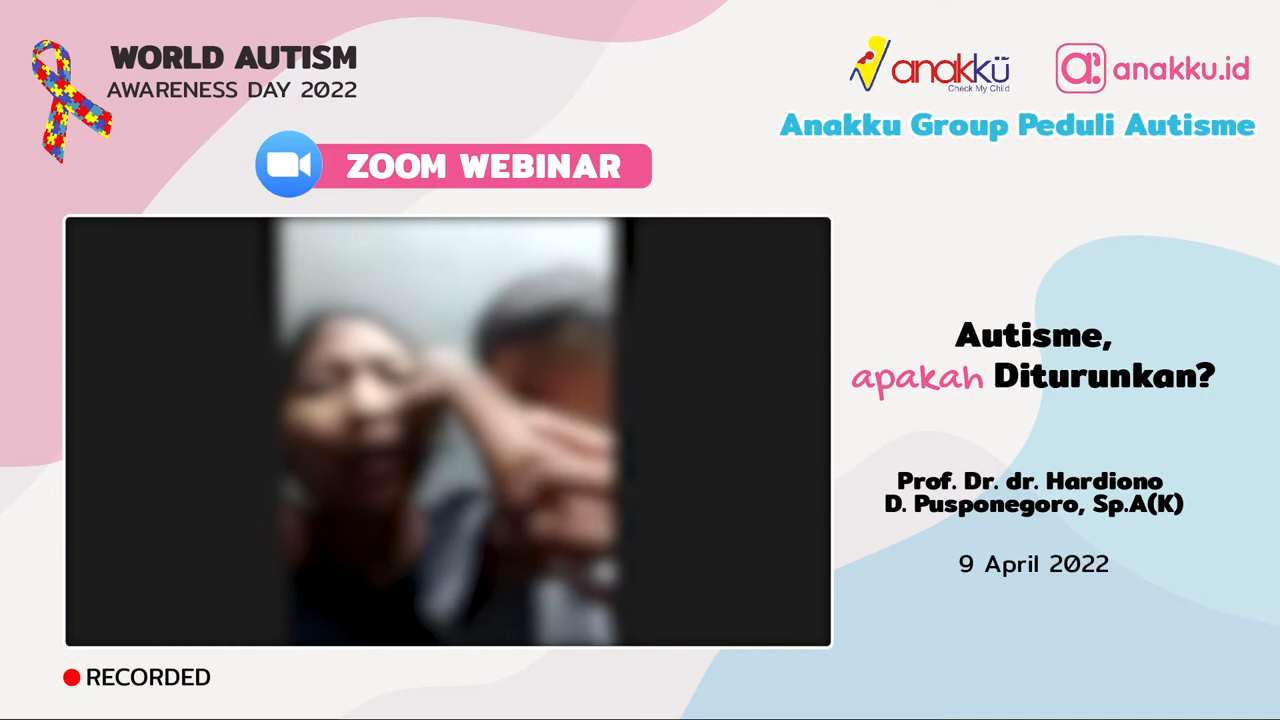 WORLD AUTISM
AWARENESS DAY 2022
anakkü
Check My Child
a:
anakku.id
Anakku Group Peduli Autisme
ZOOM WEBINAR
Autisme,
apakah Diturunkan?
Prof. Dr. dr. Hardiono
D. Pusponegoro, Sp.A(K)
9 April 2022
RECORDED